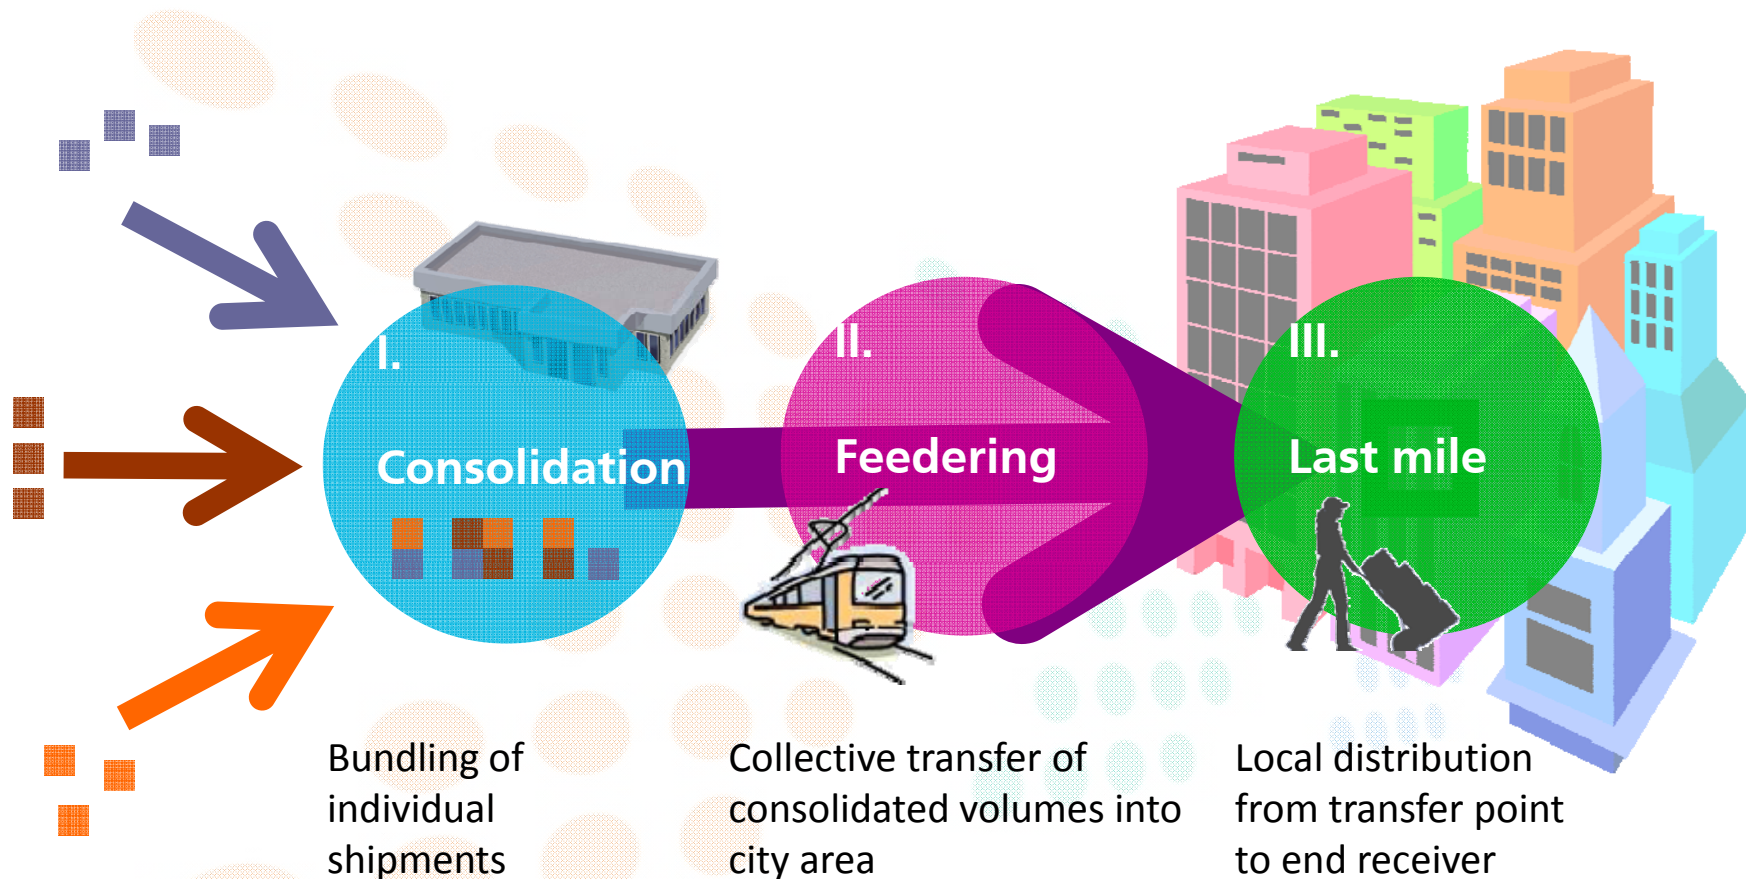 I.
Consolidation
II.
Feedering
III.
Last mile
Bundling of
individual
shipments
Collective transfer of
consolidated volumes into
city area
Local distribution
from transfer point
to end receiver